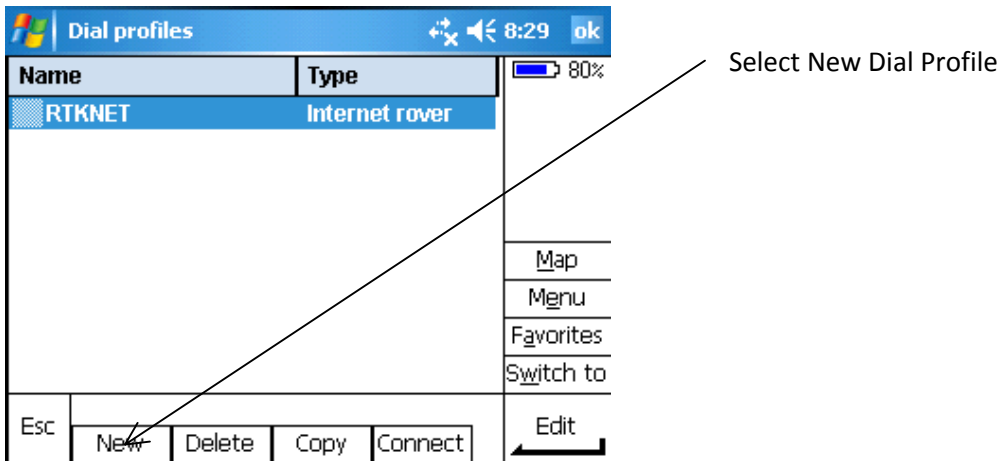 Dial profiles 8:29 ok
Select New Dial Profile
Name Type 80%
RTKNET Internet rover
Map
Menu
Favorites
Switch to
Esc New Delete Copy Connect Edit